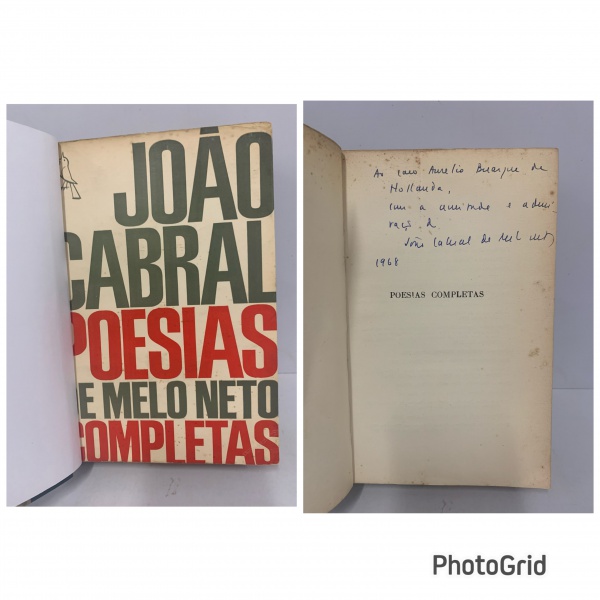 JOÃO
CABRAL
POESIAS
DE MELO NETO
COMPLETAS
Ao caro Aurelio Buarque de
Hollanda,
com a amizade e admi-
ração de
João Cabral de Melo Neto
1968
POESIAS COMPLETAS
PhotoGrid